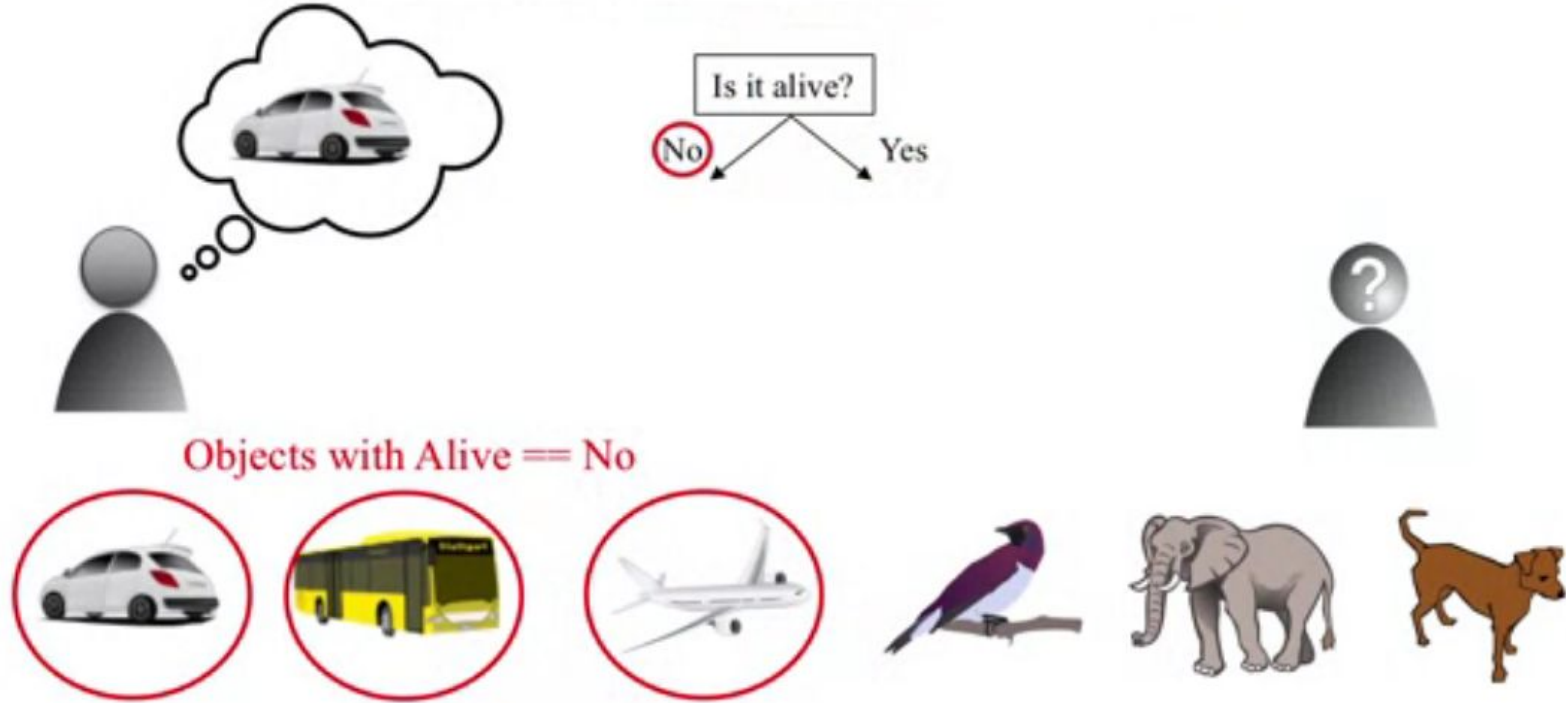 Is it alive?
No
Yes
?
Objects with Alive == No